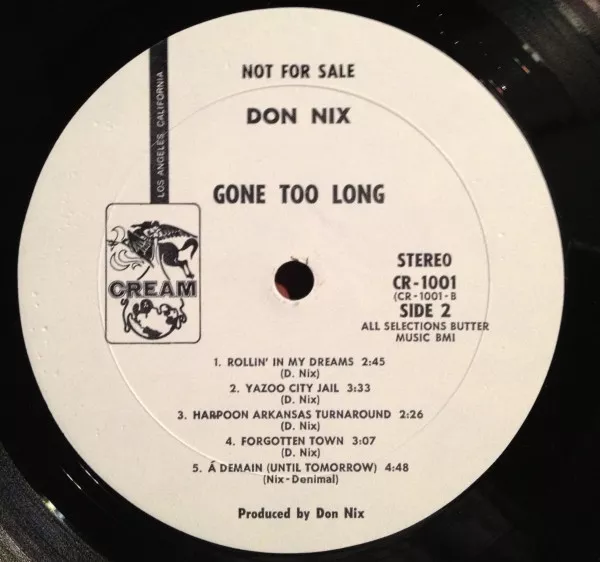 NOT FOR SALE
DON NIX
LOS ANGELES, CALIFORNIA
GONE TOO LONG
CREAM
STEREO
CR-1001
(CR-1001-B
SIDE 2
ALL SELECTIONS BUTTER
MUSIC BMI
1. ROLLIN' IN MY DREAMS 2:45
(D. Nix)
2. YAZOO CITY JAIL 3:33
(D. Nix)
3. HARPOON ARKANSAS TURNAROUND 2:26
(D. Nix)
4. FORGOTTEN TOWN 3:07
(D. Nix)
5. Á DEMAIN (UNTIL TOMORROW) 4:48
(Nix-Denimal)
Produced by Don Nix